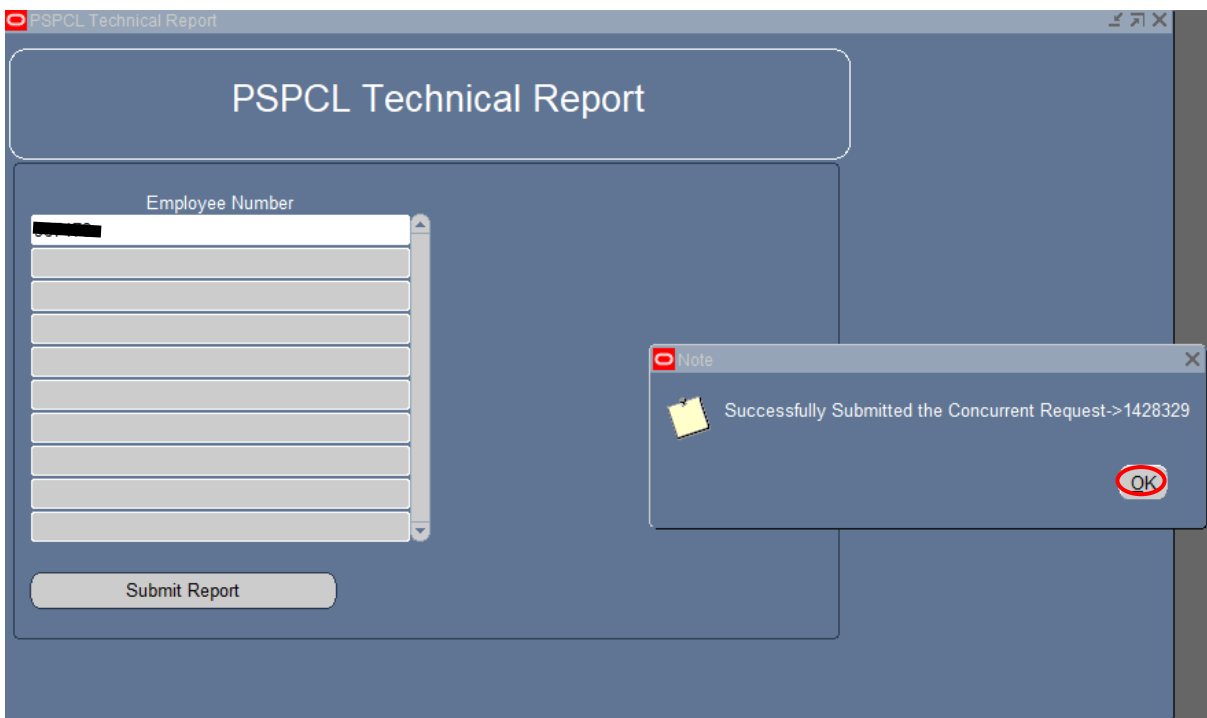 PSPCL Technical Report
PSPCL Technical Report
Employee Number
Note
Successfully Submitted the Concurrent Request->1428329
OK
Submit Report